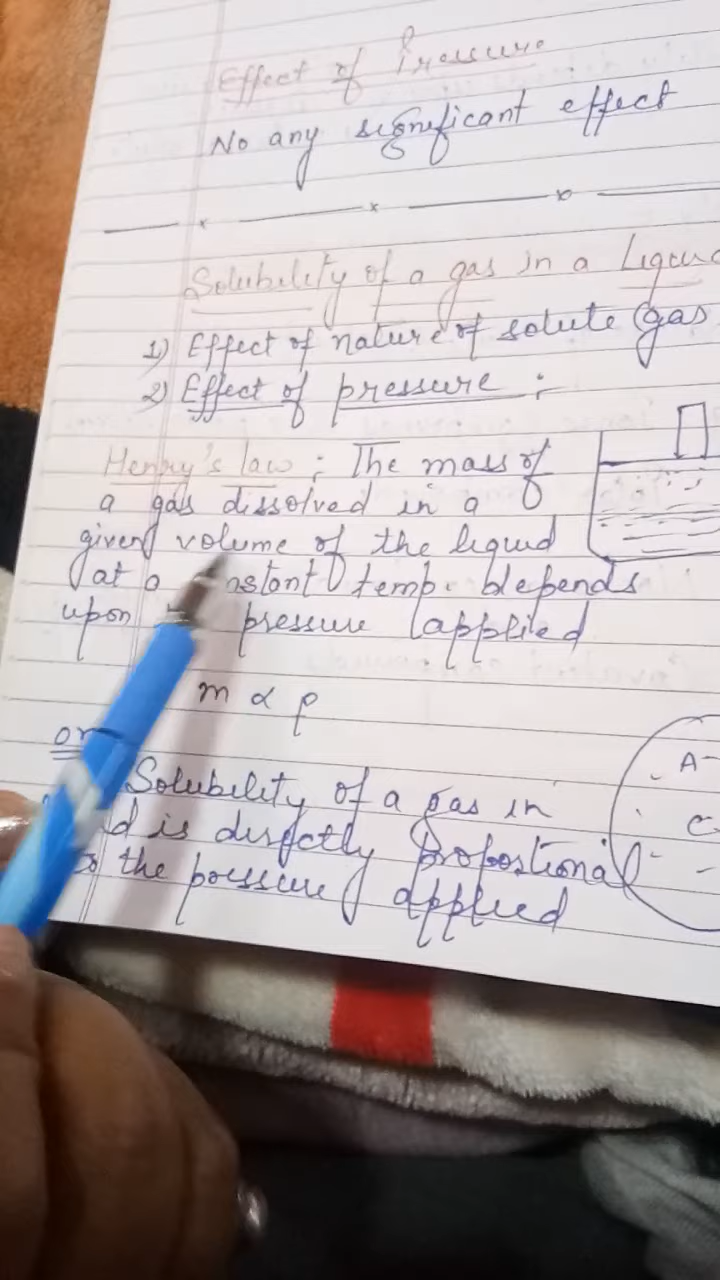 Effect of Pressure
No any significant effect
Solubility of a gas in a
1) Effect of nature of solute (gas
2) Effect of pressure :-
Henry's law : The mass of
a gas dissolved in a
given volume of the liquid
at a temp. depends
upon pressure applied
m ∝ p
or
Solubility of a gas in
is directly proportional
to the pressure applied
A-
C